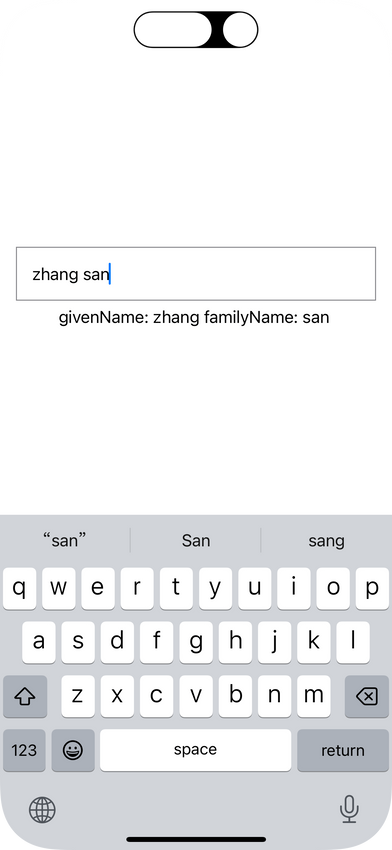 zhang san
givenName: zhang familyName: san
“san” San sang
q w e r t y u i o p
a s d f g h j k l
z x c v b n m
123 space return